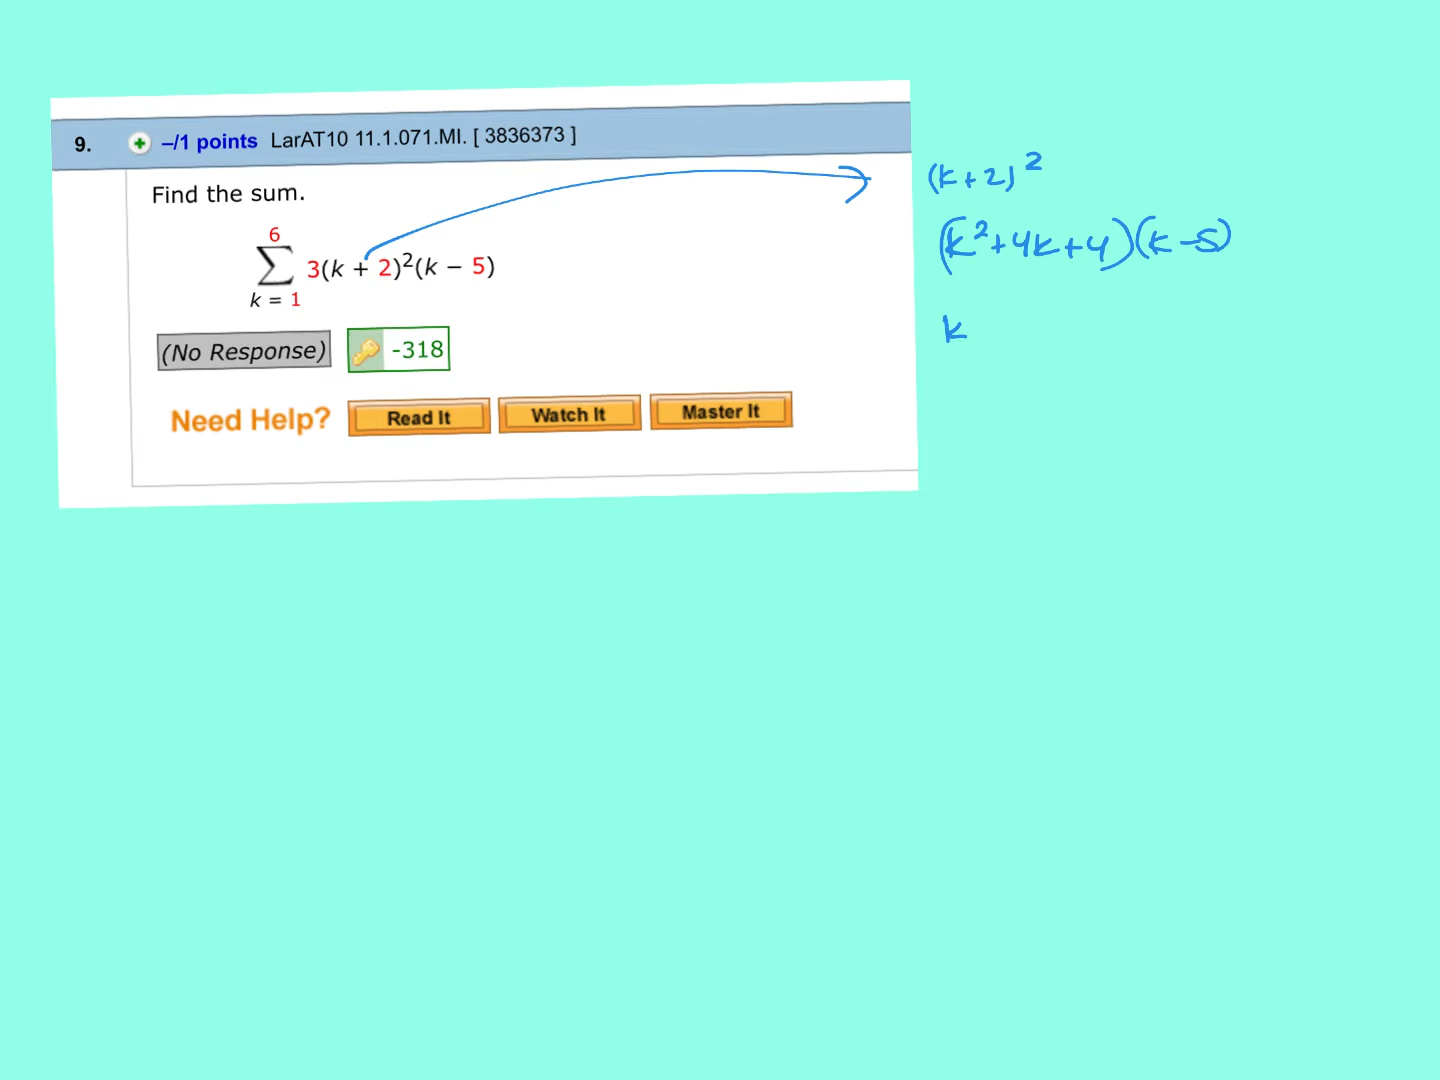 9. –/1 points LarAT10 11.1.071.MI. [ 3836373 ]
Find the sum.
6
∑ 3(k + 2)²(k − 5)
k = 1
(No Response) -318
Need Help? Read It Watch It Master It
(k+2)²
(k²+4k+4)(k-5)
k